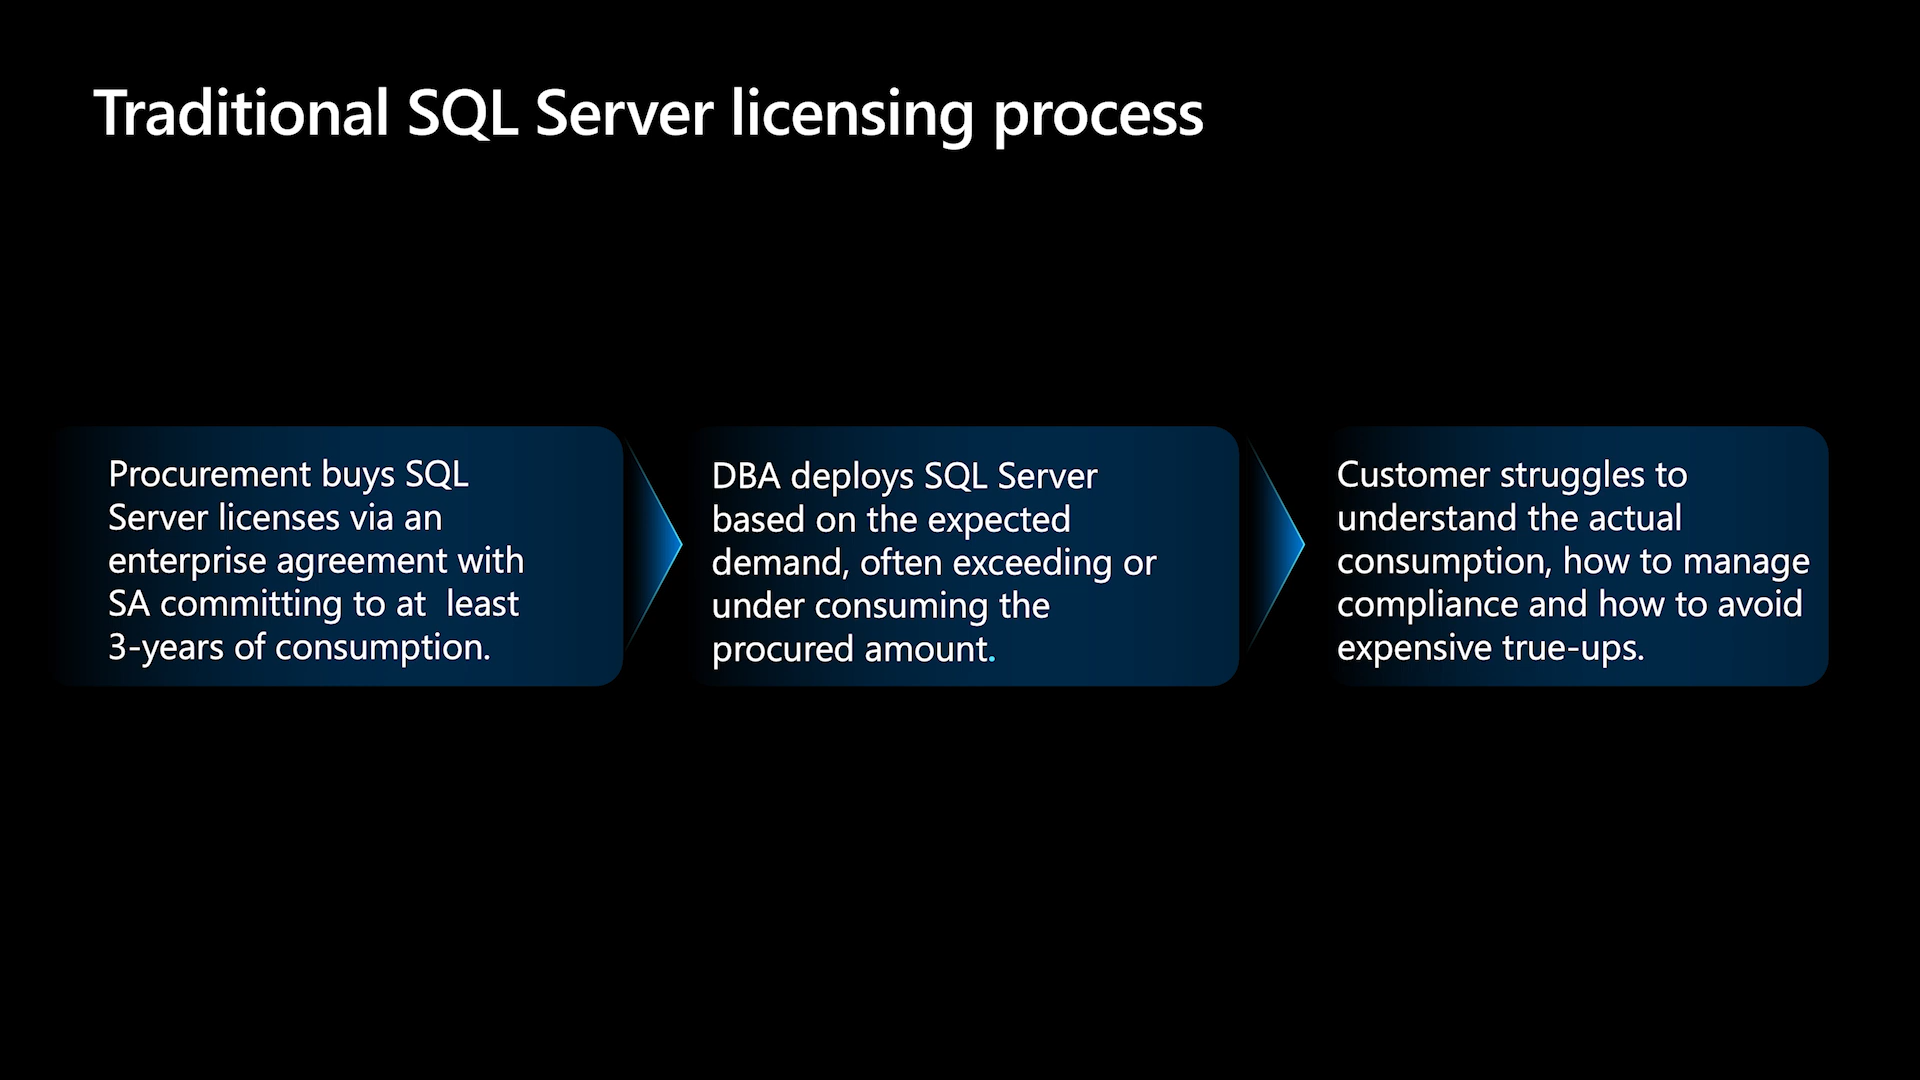 Traditional SQL Server licensing process
Procurement buys SQL
Server licenses via an
enterprise agreement with
SA committing to at  least
3-years of consumption.
DBA deploys SQL Server
based on the expected
demand, often exceeding or
under consuming the
procured amount.
Customer struggles to
understand the actual
consumption, how to manage
compliance and how to avoid
expensive true-ups.